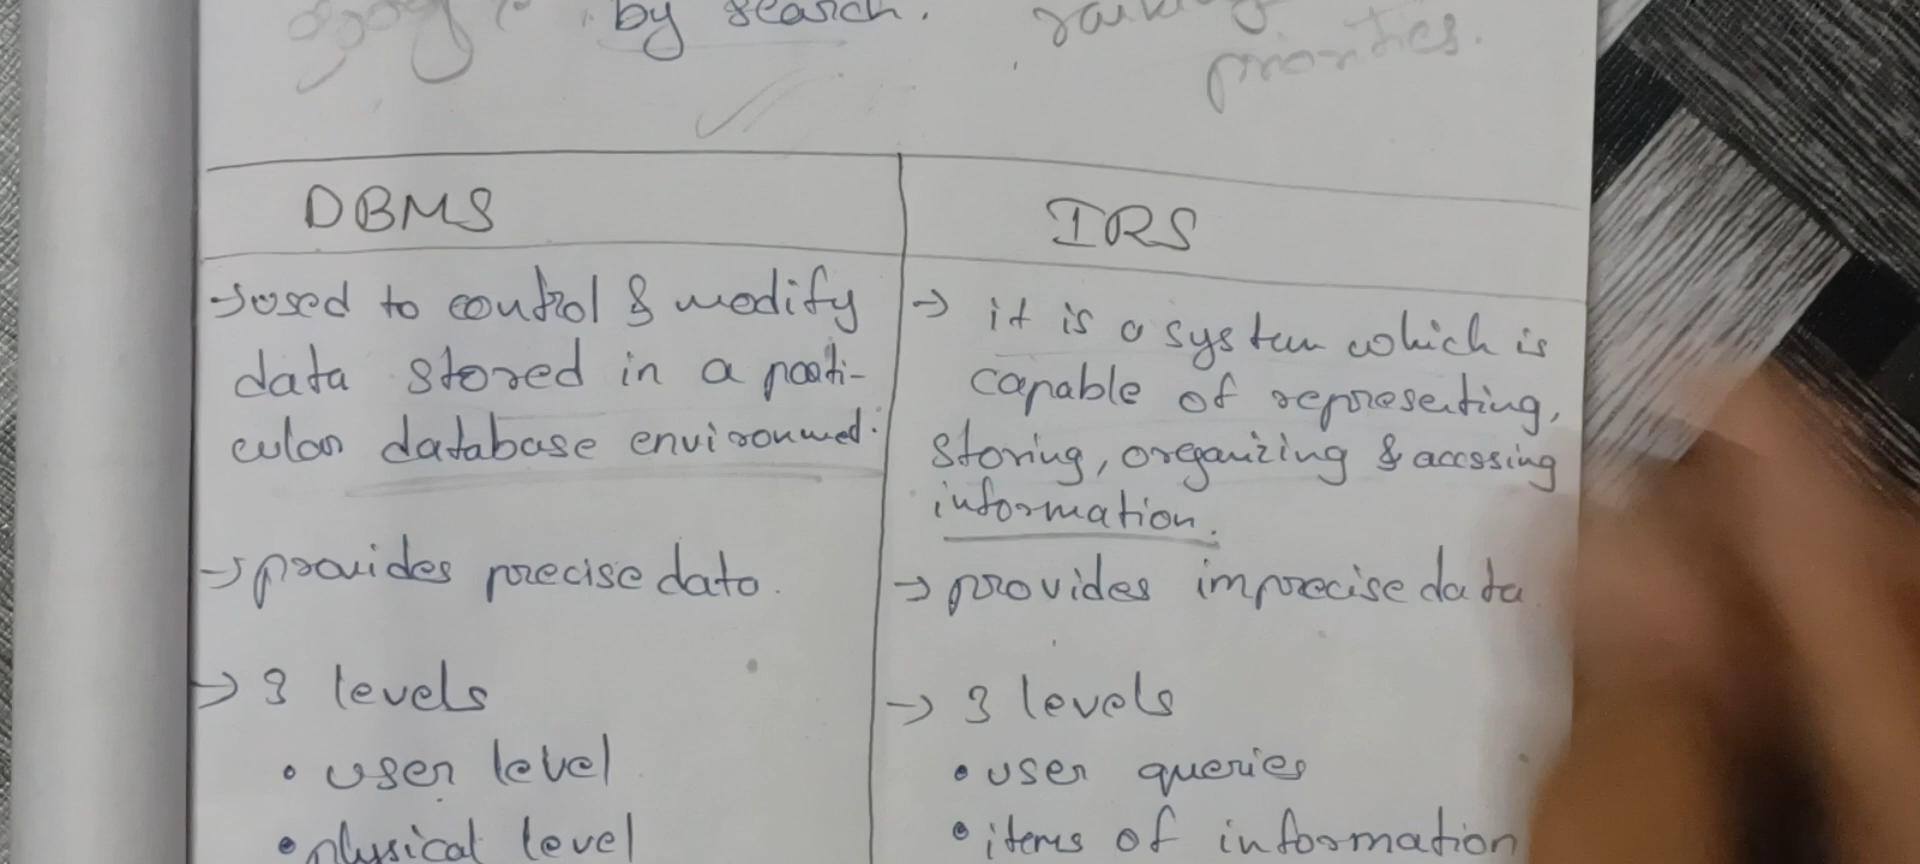 by search.
priorities.
DBMS
IRS
→ used to control & modify
data stored in a parti-
cular database environmed.
→ provides precise data.
→ 3 levels
• user level
• physical level
→ it is a system which is
capable of representing,
storing, organizing & accessing
information.
→ provides imprecise data
→ 3 levels
• user queries
• items of information